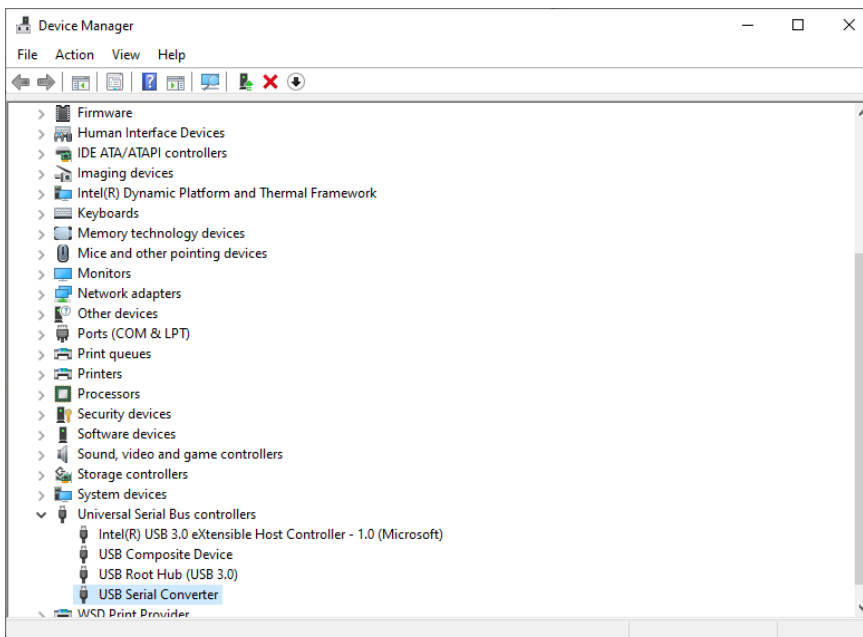 Device Manager
File Action View Help
Firmware
Human Interface Devices
IDE ATA/ATAPI controllers
Imaging devices
Intel(R) Dynamic Platform and Thermal Framework
Keyboards
Memory technology devices
Mice and other pointing devices
Monitors
Network adapters
Other devices
Ports (COM & LPT)
Print queues
Printers
Processors
Security devices
Software devices
Sound, video and game controllers
Storage controllers
System devices
Universal Serial Bus controllers
Intel(R) USB 3.0 eXtensible Host Controller - 1.0 (Microsoft)
USB Composite Device
USB Root Hub (USB 3.0)
USB Serial Converter
WSD Print Provider